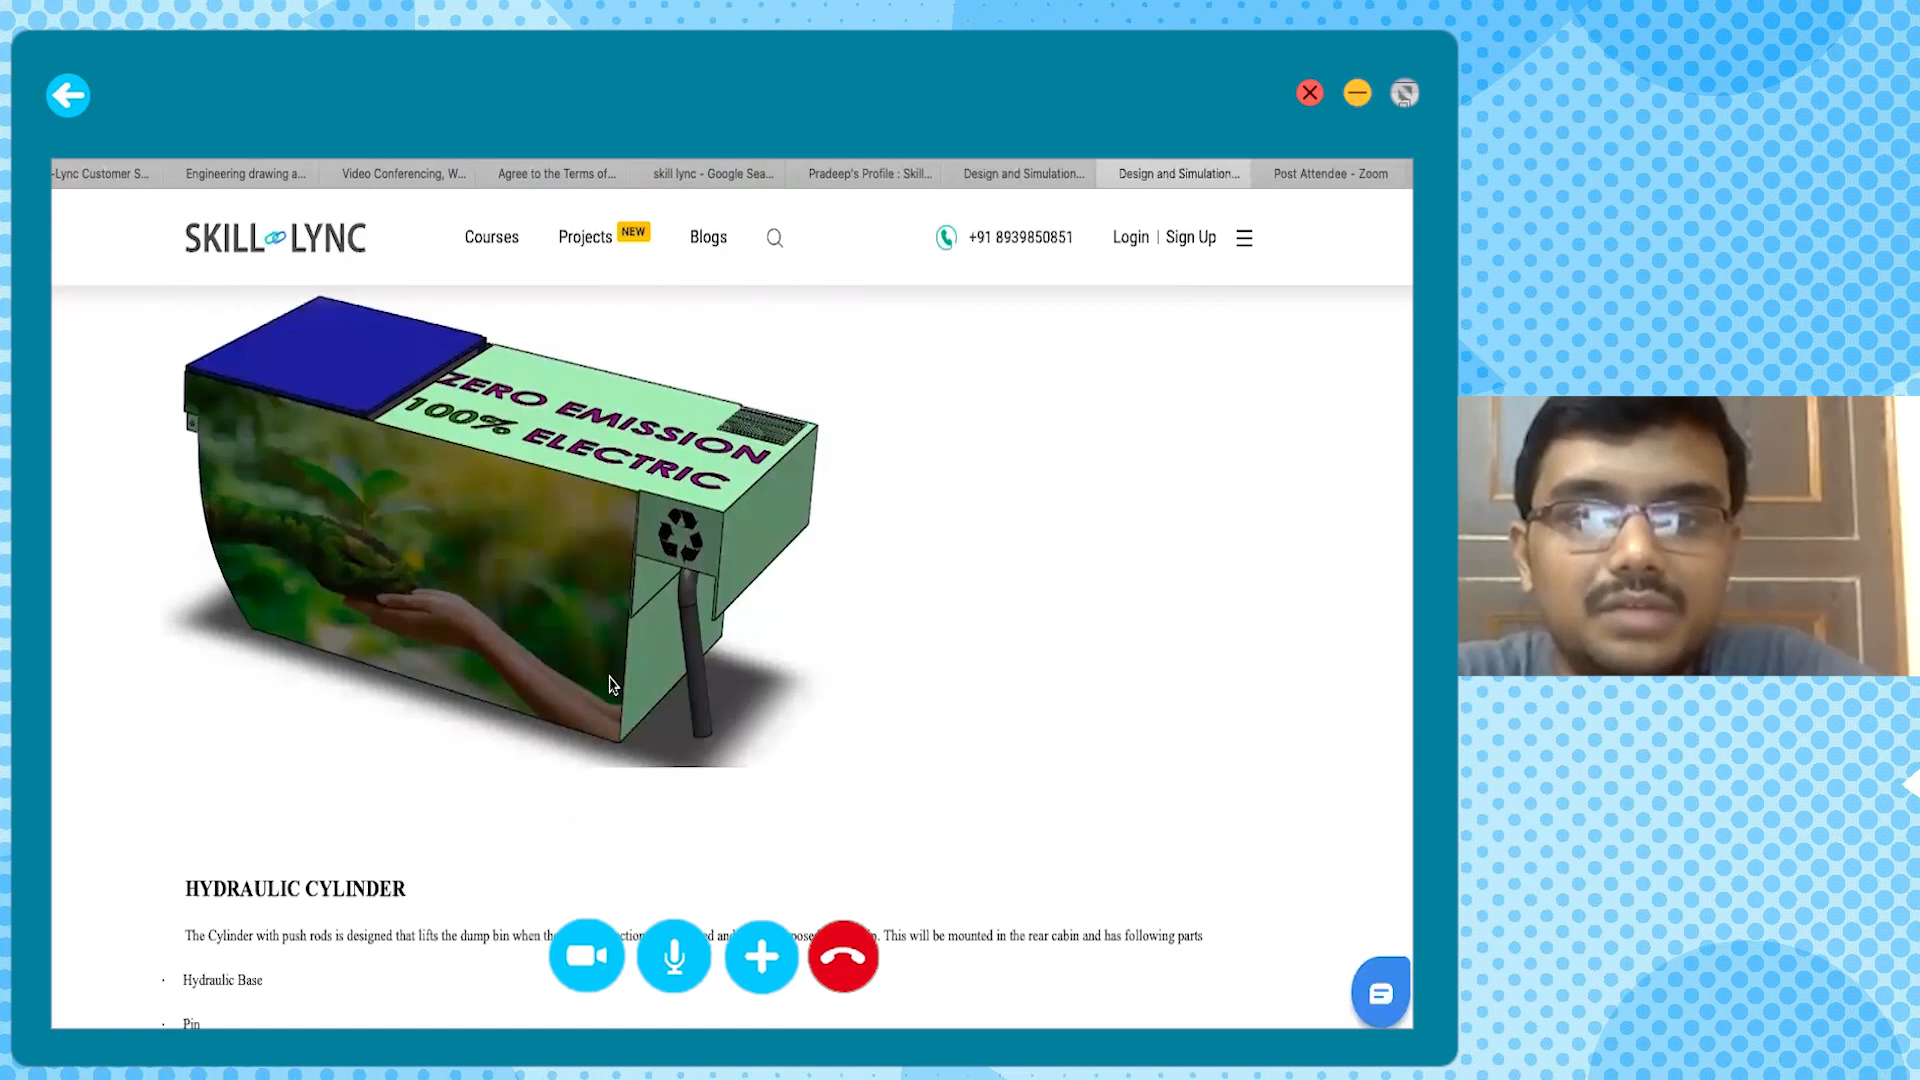 -Lync Customer S...
Engineering drawing a...
Video Conferencing, W...
Agree to the Terms of...
skill lync - Google Sea...
Pradeep's Profile : Skill...
Design and Simulation...
Design and Simulation...
Post Attendee - Zoom
SKILL LYNC
Courses
Projects NEW
Blogs
+91 8939850851
Login | Sign Up
ZERO EMISSION
100% ELECTRIC
HYDRAULIC CYLINDER
The Cylinder with push rods is designed that lifts the dump bin when the This will be mounted in the rear cabin and has following parts
· Hydraulic Base
· Pin